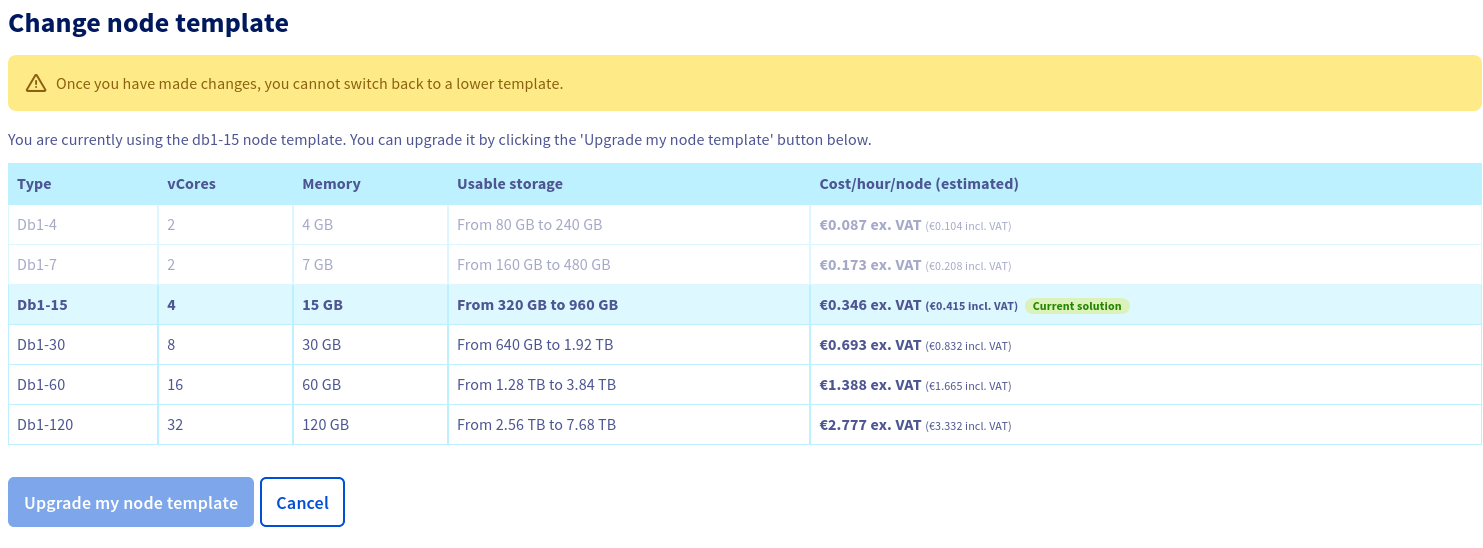 Change node template
Once you have made changes, you cannot switch back to a lower template.
You are currently using the db1-15 node template. You can upgrade it by clicking the 'Upgrade my node template' button below.
Type vCores Memory Usable storage Cost/hour/node (estimated)
Db1-4 2 4 GB From 80 GB to 240 GB €0.087 ex. VAT (€0.104 incl. VAT)
Db1-7 2 7 GB From 160 GB to 480 GB €0.173 ex. VAT (€0.208 incl. VAT)
Db1-15 4 15 GB From 320 GB to 960 GB €0.346 ex. VAT (€0.415 incl. VAT) Current solution
Db1-30 8 30 GB From 640 GB to 1.92 TB €0.693 ex. VAT (€0.832 incl. VAT)
Db1-60 16 60 GB From 1.28 TB to 3.84 TB €1.388 ex. VAT (€1.665 incl. VAT)
Db1-120 32 120 GB From 2.56 TB to 7.68 TB €2.777 ex. VAT (€3.332 incl. VAT)
Upgrade my node template Cancel